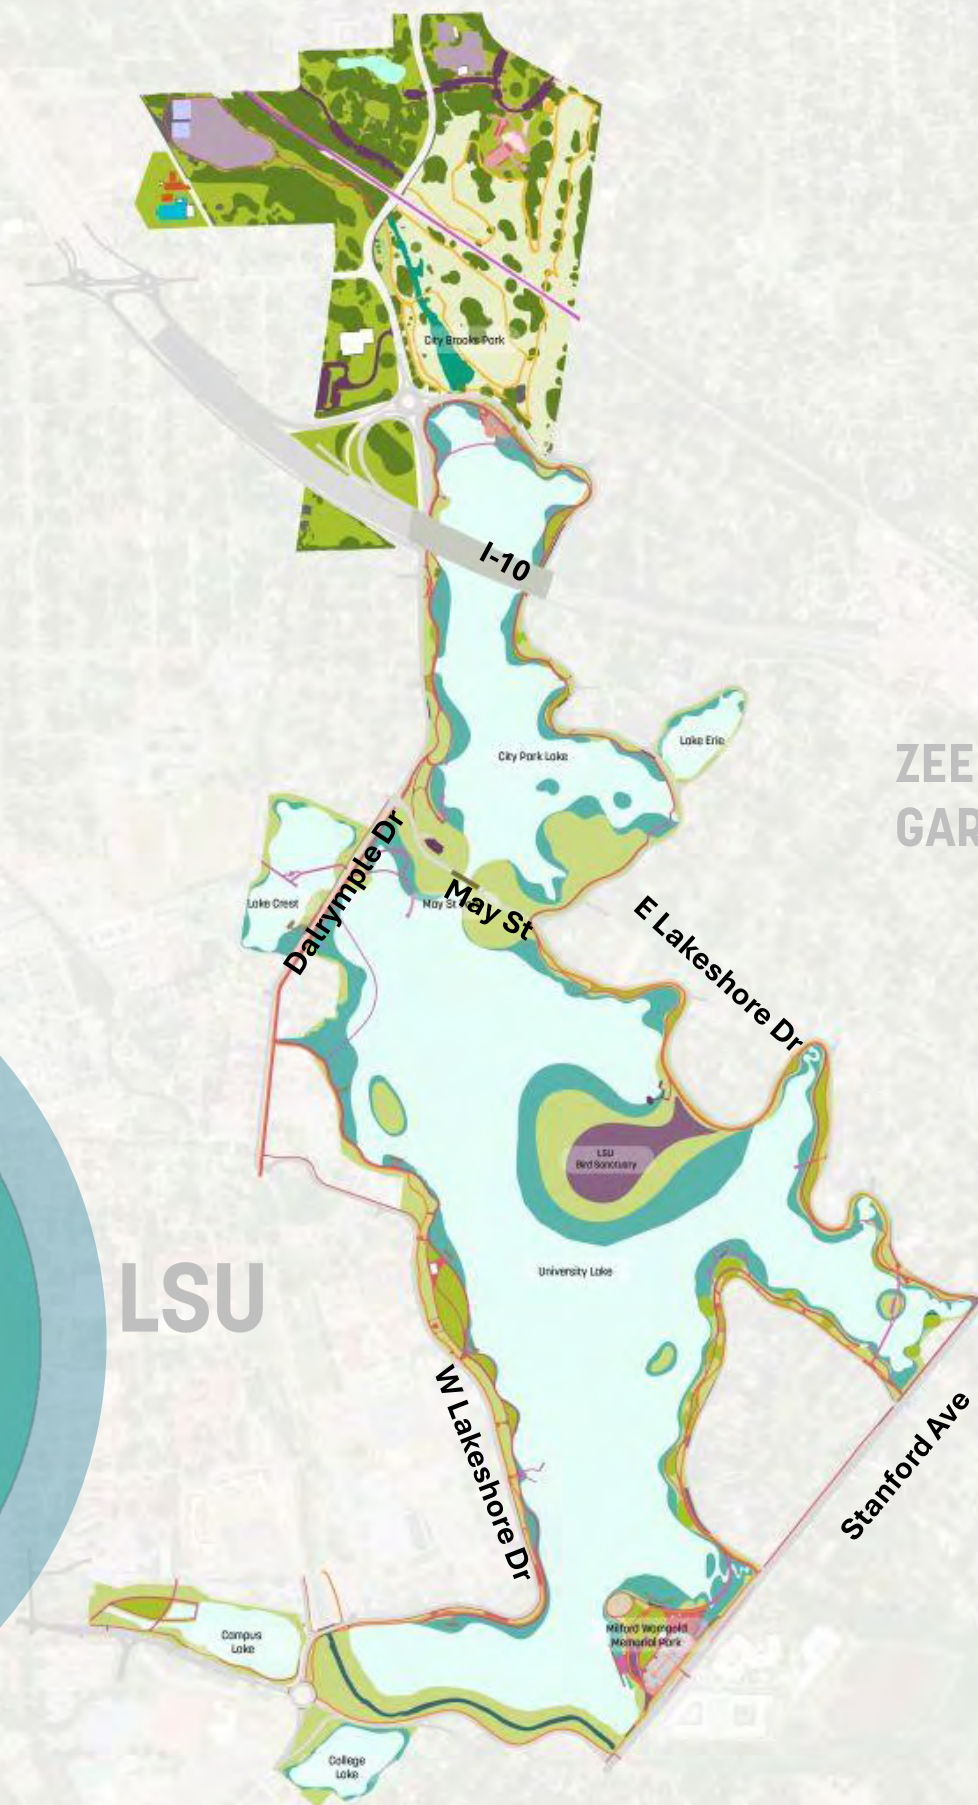 City Brooks Park
I-10
Lake Erie
City Park Lake
ZEE
GAR
Dalrymple Dr
Lake Crest
May St
May St
E Lakeshore Dr
LSU
Bird Sanctuary
LSU
University Lake
W Lakeshore Dr
Stanford Ave
Campus
Lake
Milford Wampold
Memorial Park
College
Lake